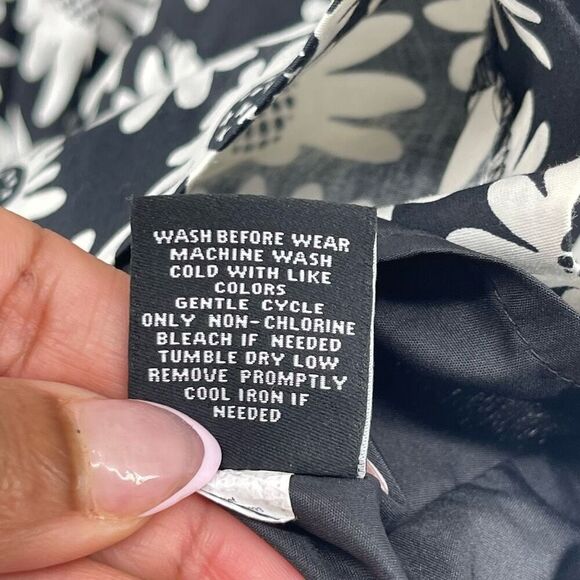 WASH BEFORE WEAR
MACHINE WASH
COLD WITH LIKE
COLORS
GENTLE CYCLE
ONLY NON-CHLORINE
BLEACH IF NEEDED
TUMBLE DRY LOW
REMOVE PROMPTLY
COOL IRON IF
NEEDED